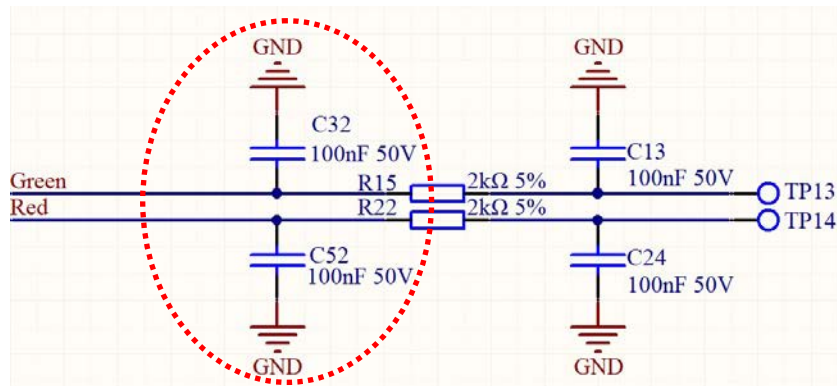 GND
GND
C32
100nF 50V
C13
100nF 50V
Green
R15
2kΩ 5%
TP13
Red
R22
2kΩ 5%
TP14
C52
100nF 50V
C24
100nF 50V
GND
GND